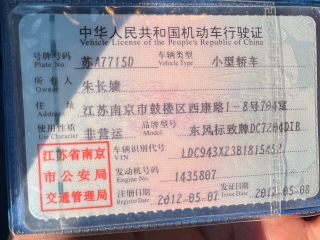 中华人民共和国机动车行驶证
Vehicle License of the People's Republic of China
号牌号码 苏A7715D 车辆类型 小型轿车
Plate No. Vehicle Type
所有人 朱长婕
Owner
住址 江苏南京市鼓楼区西康路1-8号704室
Address
使用性质 非营运 品牌型号 东风标致牌DC7204DTB
Use Character Model
江苏省南京
市公安局
交通管理局
车辆识别代号 LDC943X23B1815452
VIN
发动机号码 1435807
Engine No.
注册日期 2012-05-07 发证日期 2012-05-08
Register Date Issue Date